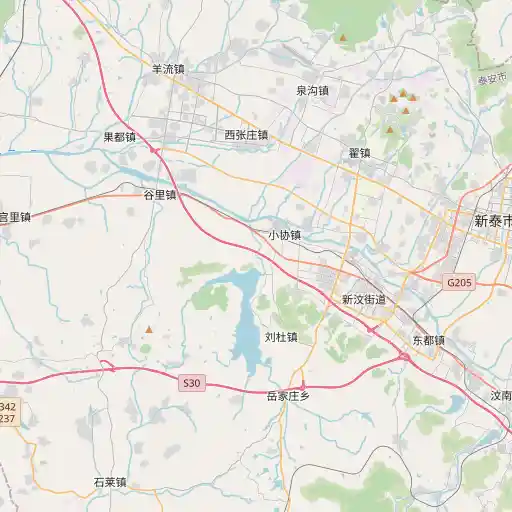 羊流镇
泰安市
泉沟镇
果都镇
西张庄镇
翟镇
谷里镇
宫里镇
新泰市
小协镇
G205
新汶街道
刘杜镇
东都镇
S30
岳家庄乡
汶南
342
237
石莱镇